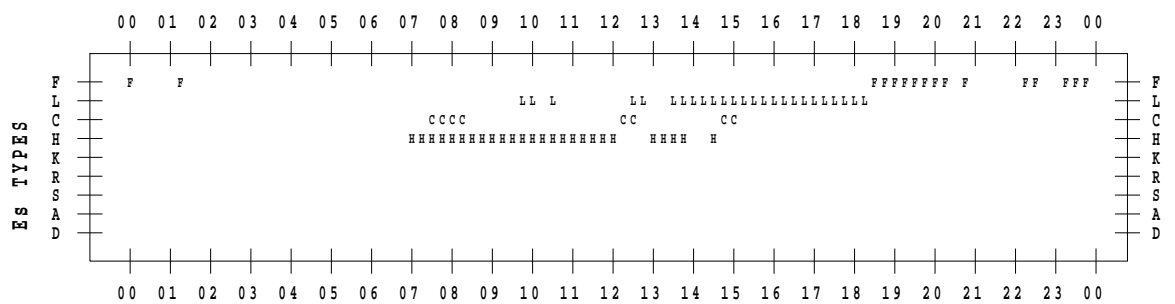 00 01 02 03 04 05 06 07 08 09 10 11 12 13 14 15 16 17 18 19 20 21 22 23 00
F F F FFFFFFFF F FF FFF F
L LL L LL LLLLLLLLLLLLLLLLLLLL L
C CCCC CC CC C
H HHHHHHHHHHHHHHHHHHHHH HHHH H H
K K
R R
S S
A A
D D
Es TYPES
00 01 02 03 04 05 06 07 08 09 10 11 12 13 14 15 16 17 18 19 20 21 22 23 00